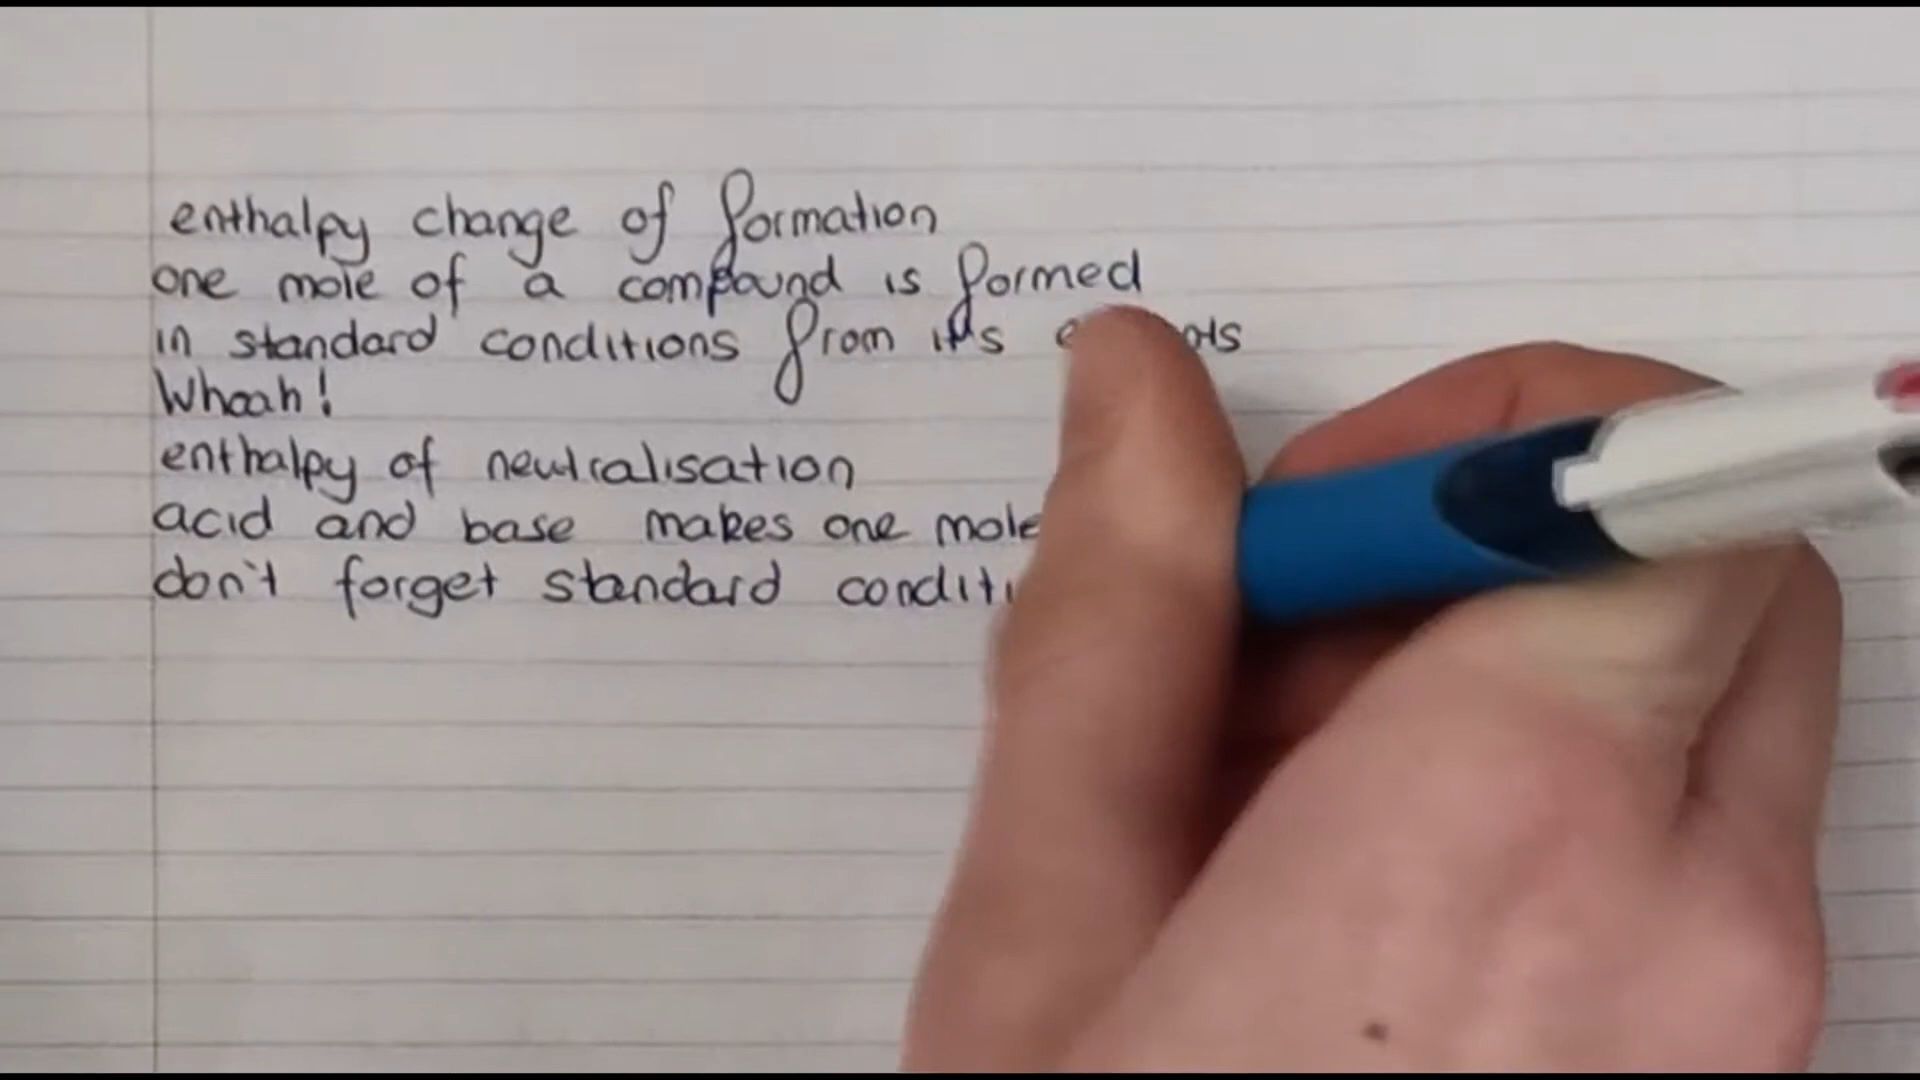 enthalpy change of formation
one mole of a compound is formed
in standard conditions from it's
Whoah!
enthalpy of neutralisation
acid and base makes one mole
don't forget standard